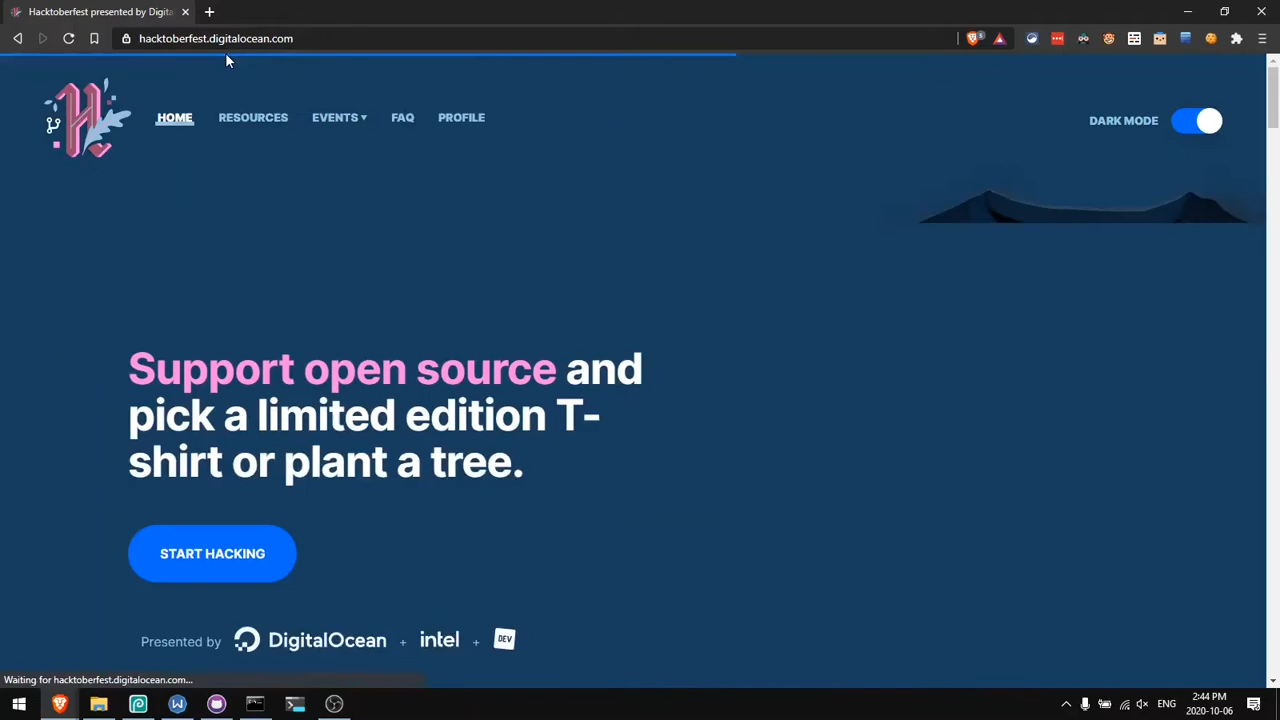 Hacktoberfest presented by Digita
hacktoberfest.digitalocean.com
5
HOME RESOURCES EVENTS FAQ PROFILE
DARK MODE
Support open source and
pick a limited edition T-
shirt or plant a tree.
START HACKING
Presented by DigitalOcean + intel + DEV
Waiting for hacktoberfest.digitalocean.com...
ENG
2:44 PM
2020-10-06